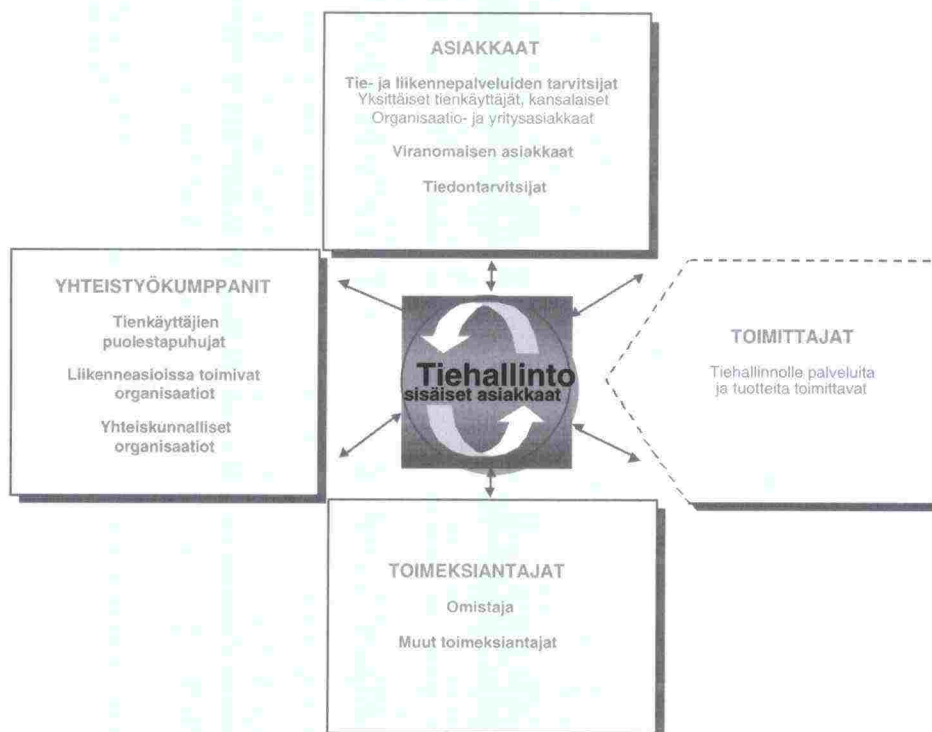 ASIAKKAAT
Tie- ja liikennepalveluiden tarvitsijat
Yksittäiset tienkäyttäjät, kansalaiset
Organisaatio- ja yritysasiakkaat
Viranomaisen asiakkaat
Tiedontarvitsijat
YHTEISTYÖKUMPPANIT
Tienkäyttäjien
puolestapuhujat
Liikenneasioissa toimivat
organisaatiot
Yhteiskunnalliset
organisaatiot
Tiehallinto
sisäiset asiakkaat
TOIMITTAJAT
Tiehallinnolle palveluita
ja tuotteita toimittavat
TOIMEKSIANTAJAT
Omistaja
Muut toimeksiantajat